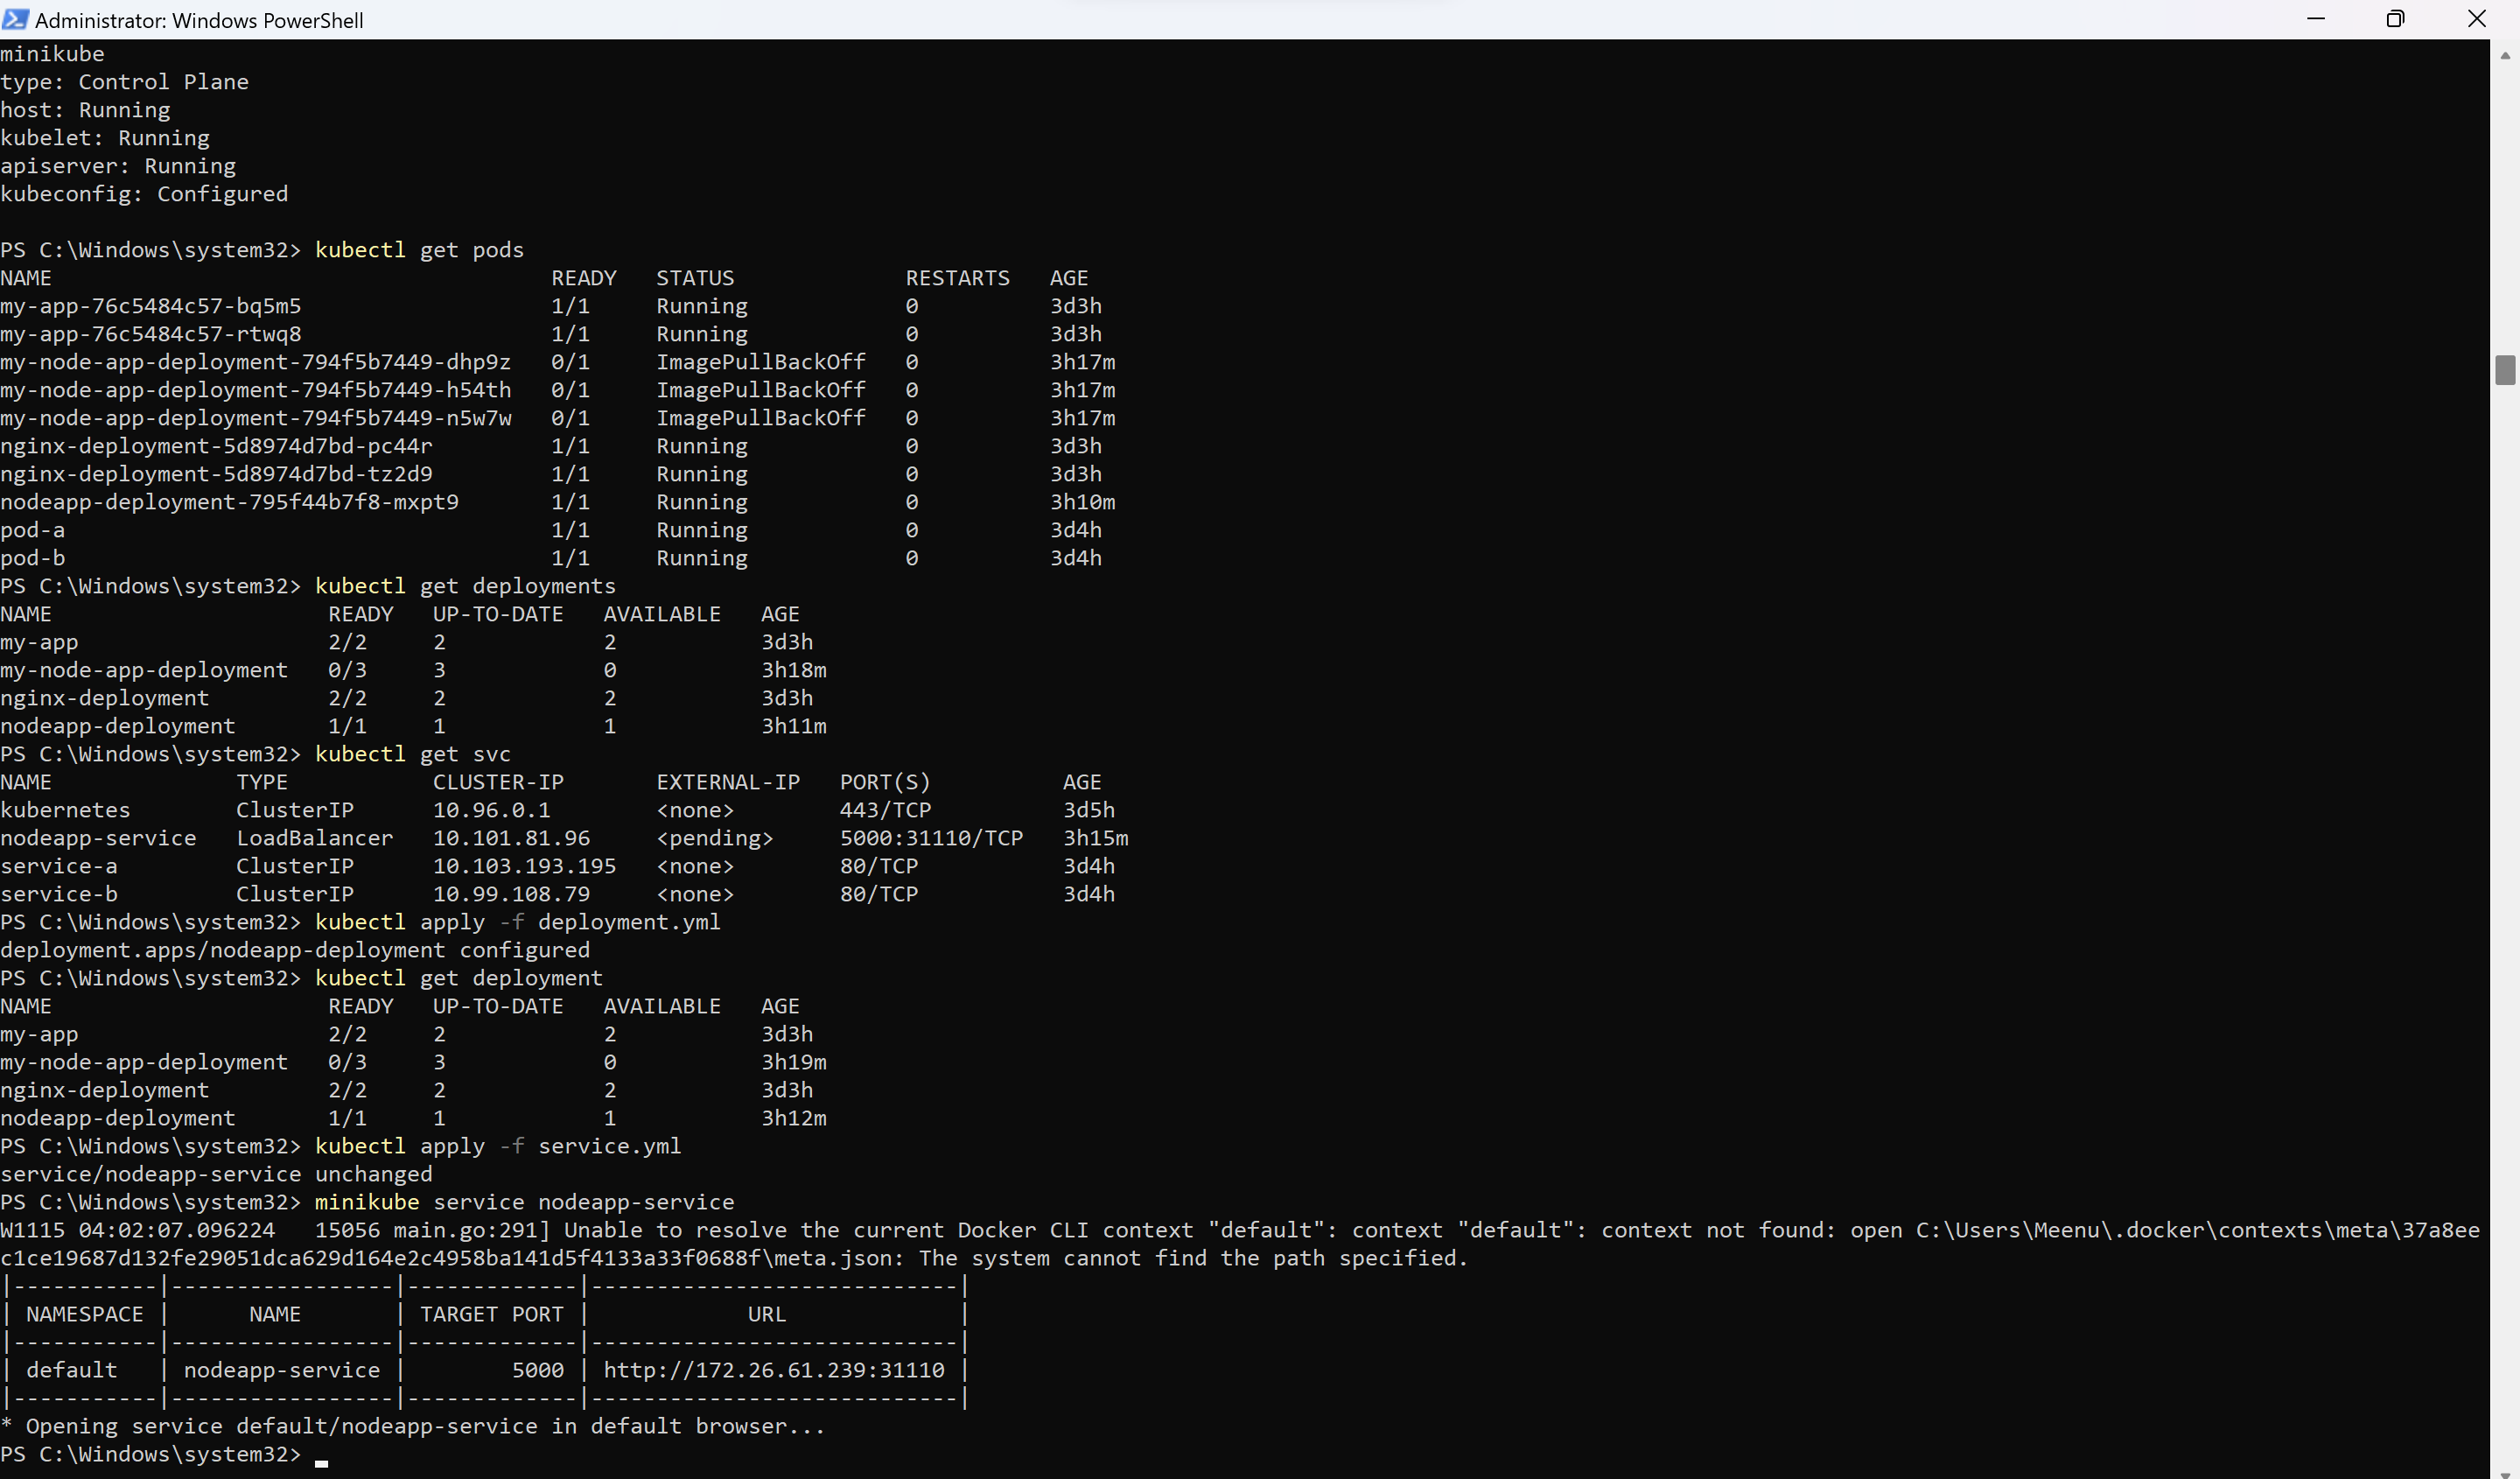 Administrator: Windows PowerShell
minikube
type: Control Plane
host: Running
kubelet: Running
apiserver: Running
kubeconfig: Configured
PS C:\Windows\system32> kubectl get pods
NAME READY STATUS RESTARTS AGE
my-app-76c5484c57-bq5m5 1/1 Running 0 3d3h
my-app-76c5484c57-rtwq8 1/1 Running 0 3d3h
my-node-app-deployment-794f5b7449-dhp9z 0/1 ImagePullBackOff 0 3h17m
my-node-app-deployment-794f5b7449-h54th 0/1 ImagePullBackOff 0 3h17m
my-node-app-deployment-794f5b7449-n5w7w 0/1 ImagePullBackOff 0 3h17m
nginx-deployment-5d8974d7bd-pc44r 1/1 Running 0 3d3h
nginx-deployment-5d8974d7bd-tz2d9 1/1 Running 0 3d3h
nodeapp-deployment-795f44b7f8-mxpt9 1/1 Running 0 3h10m
pod-a 1/1 Running 0 3d4h
pod-b 1/1 Running 0 3d4h
PS C:\Windows\system32> kubectl get deployments
NAME READY UP-TO-DATE AVAILABLE AGE
my-app 2/2 2 2 3d3h
my-node-app-deployment 0/3 3 0 3h18m
nginx-deployment 2/2 2 2 3d3h
nodeapp-deployment 1/1 1 1 3h11m
PS C:\Windows\system32> kubectl get svc
NAME TYPE CLUSTER-IP EXTERNAL-IP PORT(S) AGE
kubernetes ClusterIP 10.96.0.1 <none> 443/TCP 3d5h
nodeapp-service LoadBalancer 10.101.81.96 <pending> 5000:31110/TCP 3h15m
service-a ClusterIP 10.103.193.195 <none> 80/TCP 3d4h
service-b ClusterIP 10.99.108.79 <none> 80/TCP 3d4h
PS C:\Windows\system32> kubectl apply -f deployment.yml
deployment.apps/nodeapp-deployment configured
PS C:\Windows\system32> kubectl get deployment
NAME READY UP-TO-DATE AVAILABLE AGE
my-app 2/2 2 2 3d3h
my-node-app-deployment 0/3 3 0 3h19m
nginx-deployment 2/2 2 2 3d3h
nodeapp-deployment 1/1 1 1 3h12m
PS C:\Windows\system32> kubectl apply -f service.yml
service/nodeapp-service unchanged
PS C:\Windows\system32> minikube service nodeapp-service
W1115 04:02:07.096224 15056 main.go:291] Unable to resolve the current Docker CLI context "default": context "default": context not found: open C:\Users\Meenu\.docker\contexts\meta\37a8ee
c1ce19687d132fe29051dca629d164e2c4958ba141d5f4133a33f0688f\meta.json: The system cannot find the path specified.
|-----------|-----------------|-------------|----------------------------|
| NAMESPACE | NAME | TARGET PORT | URL |
|-----------|-----------------|-------------|----------------------------|
| default | nodeapp-service | 5000 | http://172.26.61.239:31110 |
|-----------|-----------------|-------------|----------------------------|
* Opening service default/nodeapp-service in default browser...
PS C:\Windows\system32>